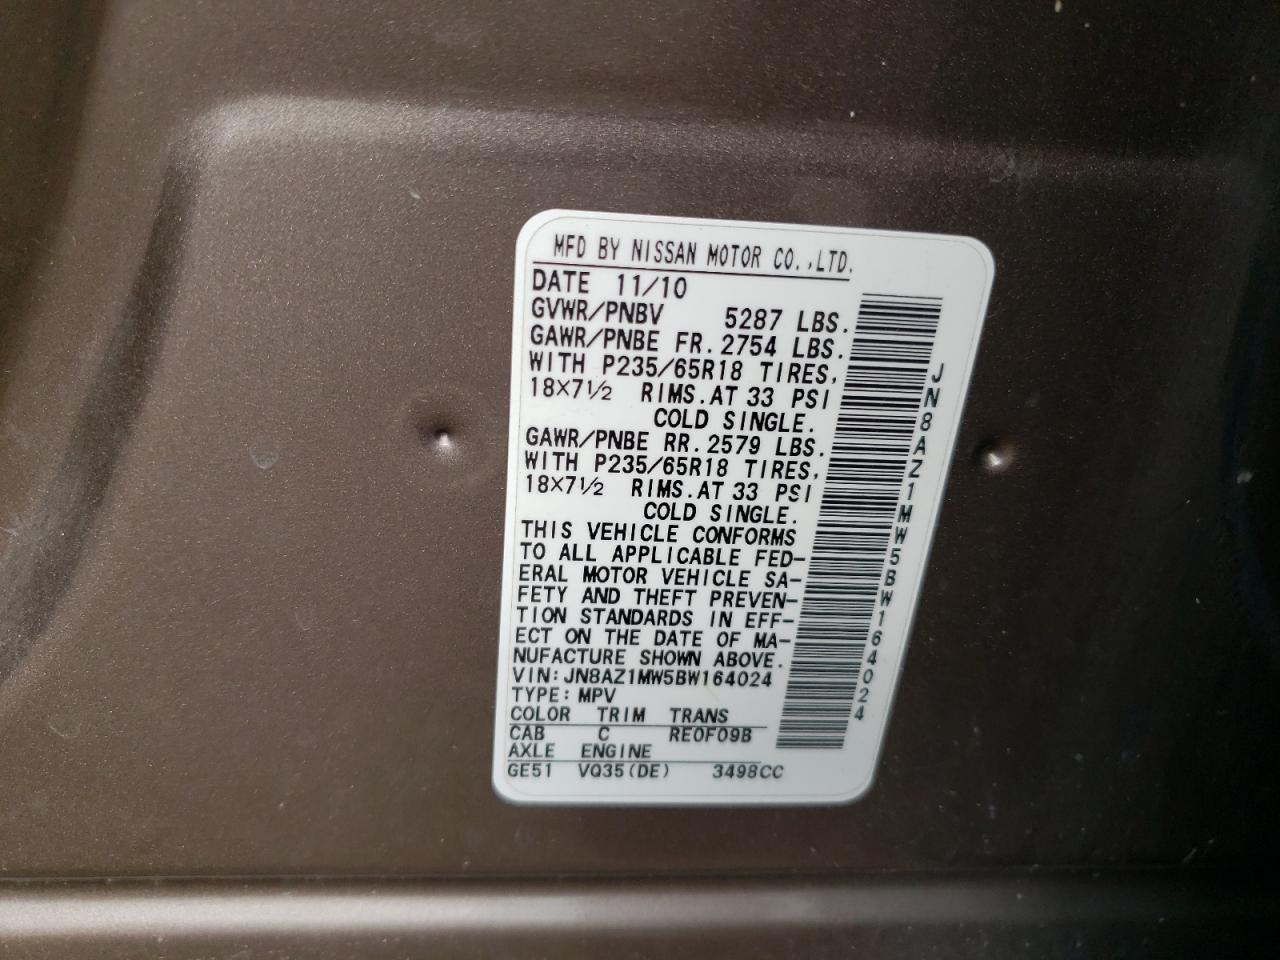 MFD BY NISSAN MOTOR CO.,LTD.
DATE 11/10
GVWR/PNBV 5287 LBS.
GAWR/PNBE FR. 2754 LBS.
WITH P235/65R18 TIRES,
18×7½ RIMS. AT 33 PSI
COLD SINGLE.
GAWR/PNBE RR. 2579 LBS.
WITH P235/65R18 TIRES,
18×7½ RIMS. AT 33 PSI
COLD SINGLE.
THIS VEHICLE CONFORMS
TO ALL APPLICABLE FED-
ERAL MOTOR VEHICLE SA-
FETY AND THEFT PREVEN-
TION STANDARDS IN EFF-
ECT ON THE DATE OF MA-
NUFACTURE SHOWN ABOVE.
VIN: JN8AZ1MW5BW164024
TYPE: MPV
COLOR TRIM TRANS
CAB C RE0F09B
AXLE ENGINE
GE51 VQ35(DE) 3498CC
JN8AZ1MW5BW164024